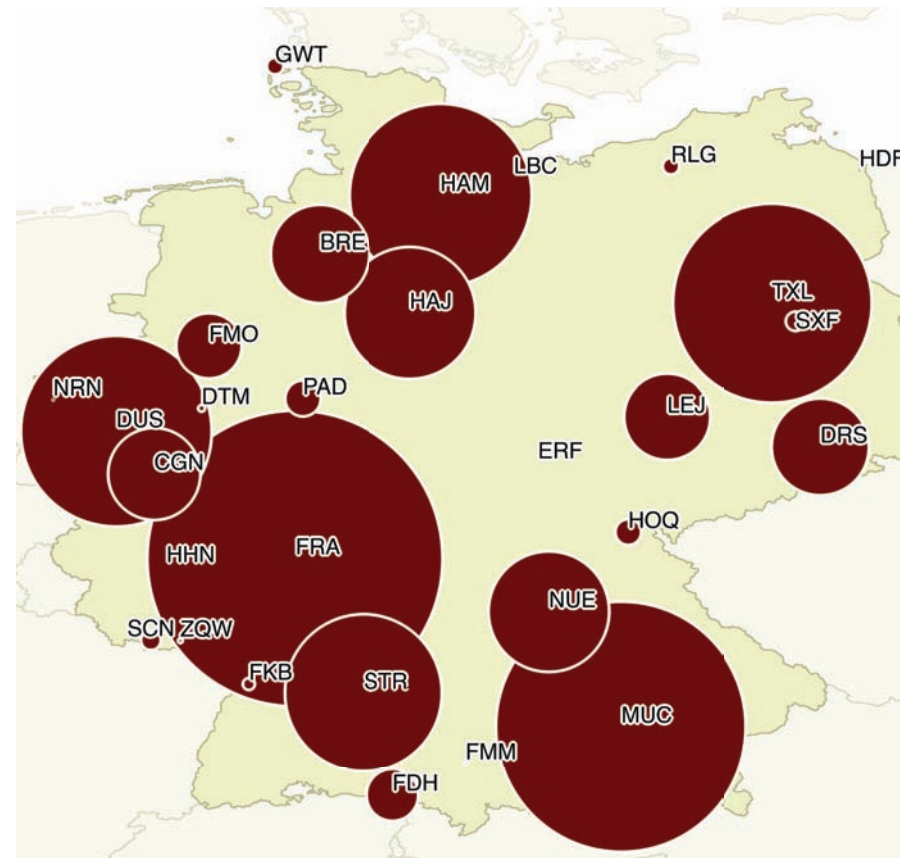 GWT
LBC
RLG
HDF
HAM
BRE
HAJ
TXL
SXF
FMO
NRN
DTM
PAD
DUS
LEJ
DRS
CGN
ERF
HOQ
HHN
FRA
NUE
SCN
ZQW
FKB
STR
MUC
FMM
FDH